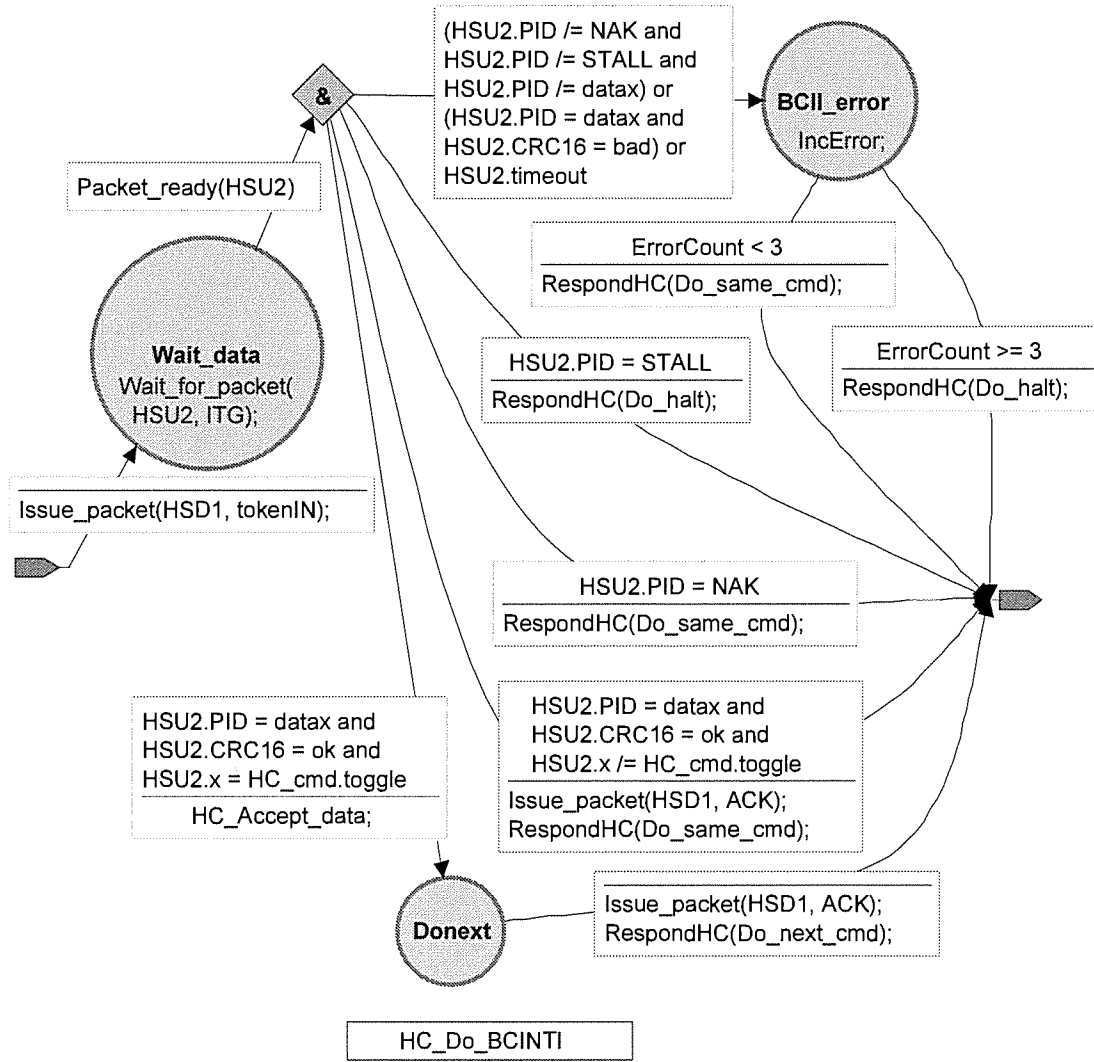 (HSU2.PID /= NAK and
HSU2.PID /= STALL and
HSU2.PID /= datax) or
(HSU2.PID = datax and
HSU2.CRC16 = bad) or
HSU2.timeout
&
BCII_error
IncError;
Packet_ready(HSU2)
ErrorCount < 3
RespondHC(Do_same_cmd);
Wait_data
Wait_for_packet(
HSU2, ITG);
HSU2.PID = STALL
RespondHC(Do_halt);
ErrorCount >= 3
RespondHC(Do_halt);
Issue_packet(HSD1, tokenIN);
HSU2.PID = NAK
RespondHC(Do_same_cmd);
HSU2.PID = datax and
HSU2.CRC16 = ok and
HSU2.x = HC_cmd.toggle
HC_Accept_data;
HSU2.PID = datax and
HSU2.CRC16 = ok and
HSU2.x /= HC_cmd.toggle
Issue_packet(HSD1, ACK);
RespondHC(Do_same_cmd);
Donext
Issue_packet(HSD1, ACK);
RespondHC(Do_next_cmd);
HC_Do_BCINTI